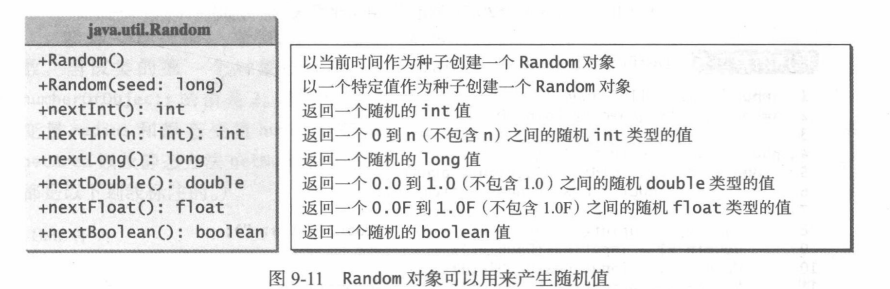 java.util.Random
+Random() 以当前时间作为种子创建一个 Random 对象
+Random(seed: long) 以一个特定值作为种子创建一个 Random 对象
+nextInt(): int 返回一个随机的 int 值
+nextInt(n: int): int 返回一个 0 到 n（不包含 n）之间的随机 int 类型的值
+nextLong(): long 返回一个随机的 long 值
+nextDouble(): double 返回一个 0.0 到 1.0（不包含 1.0）之间的随机 double 类型的值
+nextFloat(): float 返回一个 0.0F 到 1.0F（不包含 1.0F）之间的随机 float 类型的值
+nextBoolean(): boolean 返回一个随机的 boolean 值
图 9-11 Random 对象可以用来产生随机值